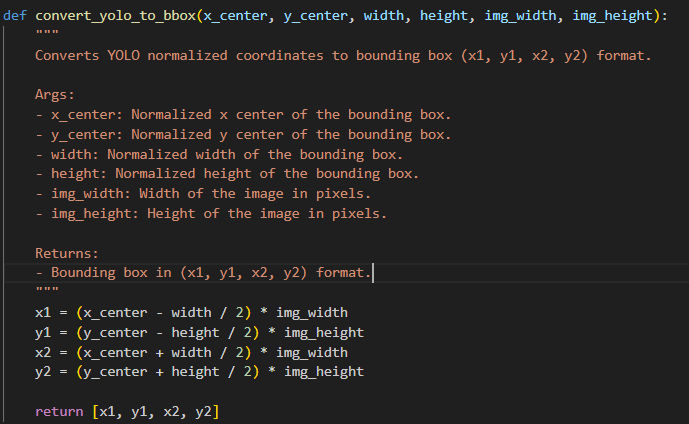 def convert_yolo_to_bbox(x_center, y_center, width, height, img_width, img_height):
    """
    Converts YOLO normalized coordinates to bounding box (x1, y1, x2, y2) format.

    Args:
    - x_center: Normalized x center of the bounding box.
    - y_center: Normalized y center of the bounding box.
    - width: Normalized width of the bounding box.
    - height: Normalized height of the bounding box.
    - img_width: Width of the image in pixels.
    - img_height: Height of the image in pixels.

    Returns:
    - Bounding box in (x1, y1, x2, y2) format.
    """
    x1 = (x_center - width / 2) * img_width
    y1 = (y_center - height / 2) * img_height
    x2 = (x_center + width / 2) * img_width
    y2 = (y_center + height / 2) * img_height

    return [x1, y1, x2, y2]